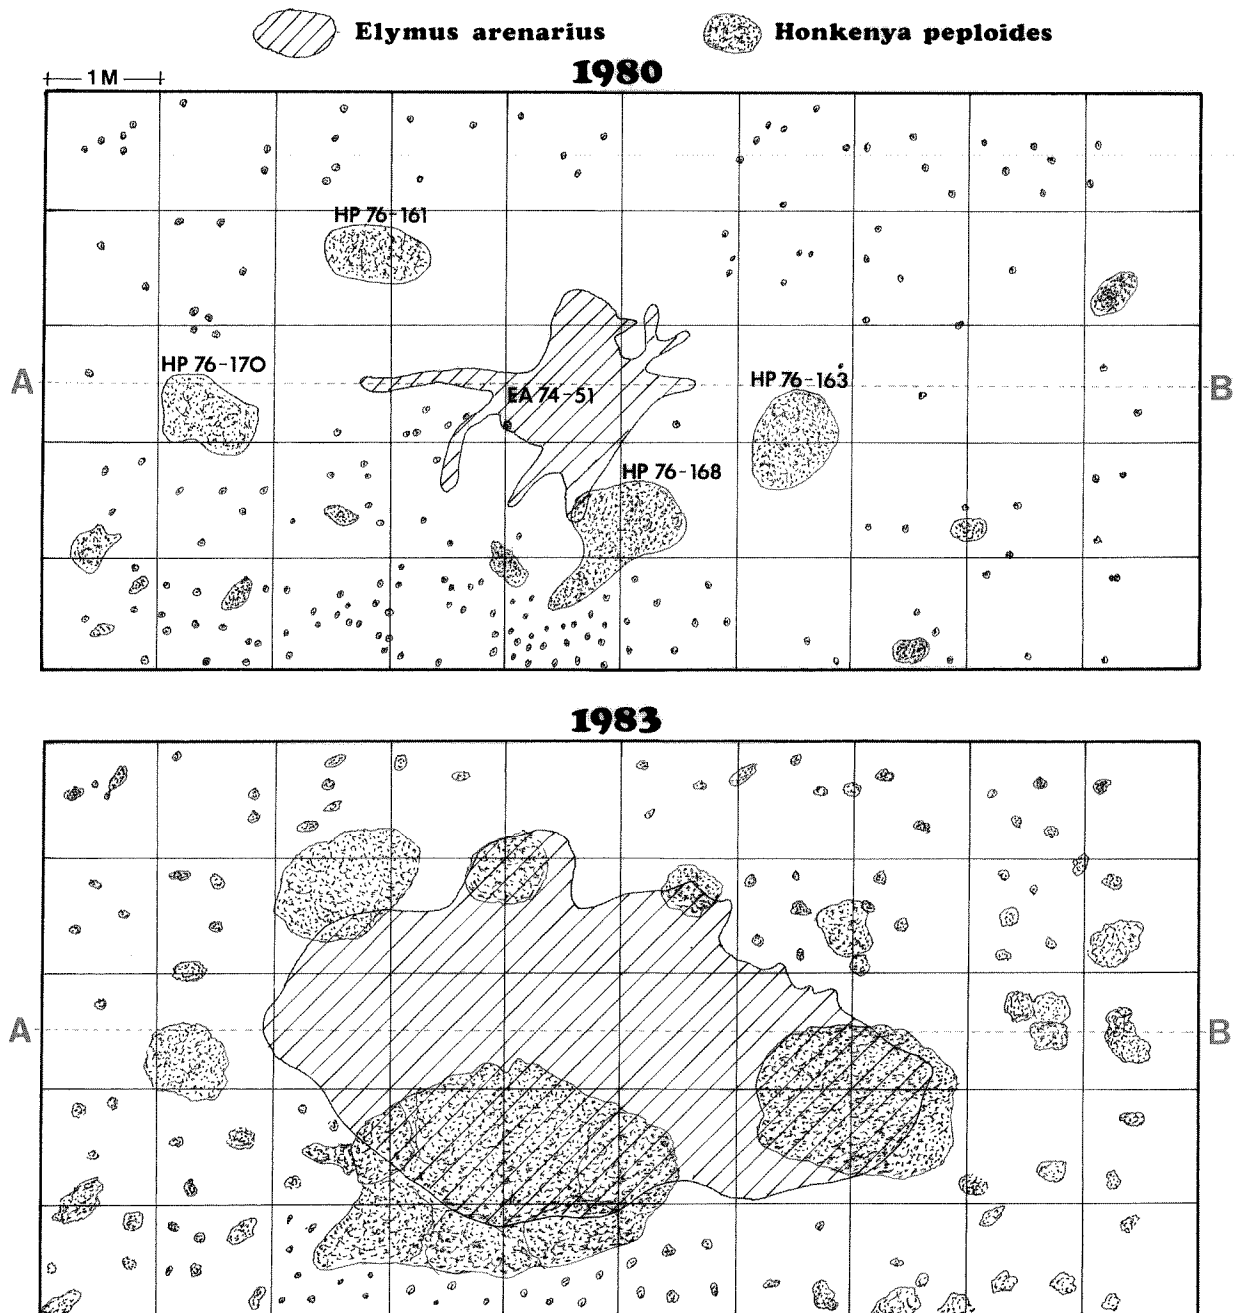 Elymus arenarius
Honkenya peploides
1980
1M
HP 76-161
HP 76-170
A
EA 74-51
HP 76-163
B
HP 76-168
1983
A
B